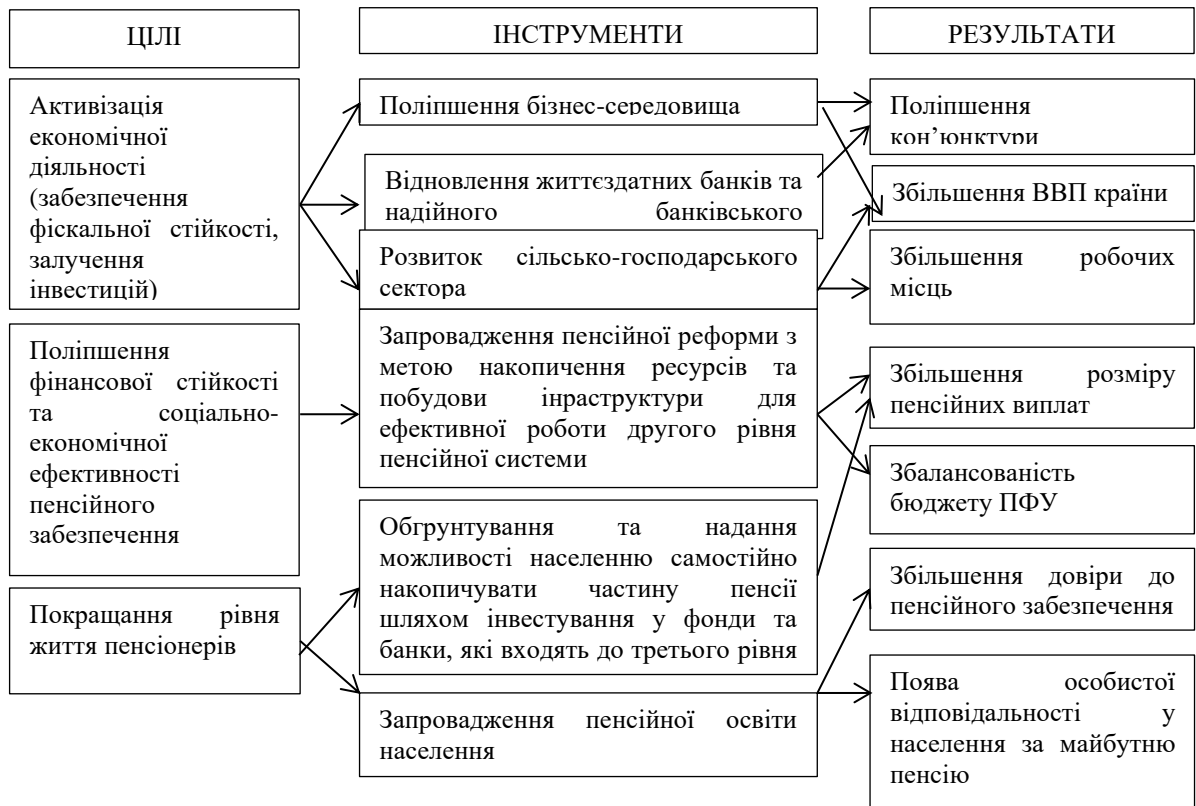 ЦІЛІ
ІНСТРУМЕНТИ
РЕЗУЛЬТАТИ
Активізація
економічної
діяльності
(забезпечення
фіскальної стійкості,
залучення
інвестицій)
Поліпшення
фінансової стійкості
та соціально-
економічної
ефективності
пенсійного
забезпечення
Покращання рівня
життя пенсіонерів
Поліпшення бізнес-середовища
Відновлення життєздатних банків та
надійного банківського
Розвиток сільсько-господарського
сектора
Запровадження пенсійної реформи з
метою накопичення ресурсів та
побудови інраструктури для
ефективної роботи другого рівня
пенсійної системи
Обгрунтування та надання
можливості населенню самостійно
накопичувати частину пенсії
шляхом інвестування у фонди та
банки, які входять до третього рівня
Запровадження пенсійної освіти
населення
Поліпшення
кон’юнктури
Збільшення ВВП країни
Збільшення робочих
місць
Збільшення розміру
пенсійних виплат
Збалансованість
бюджету ПФУ
Збільшення довіри до
пенсійного забезпечення
Поява особистої
відповідальності у
населення за майбутню
пенсію